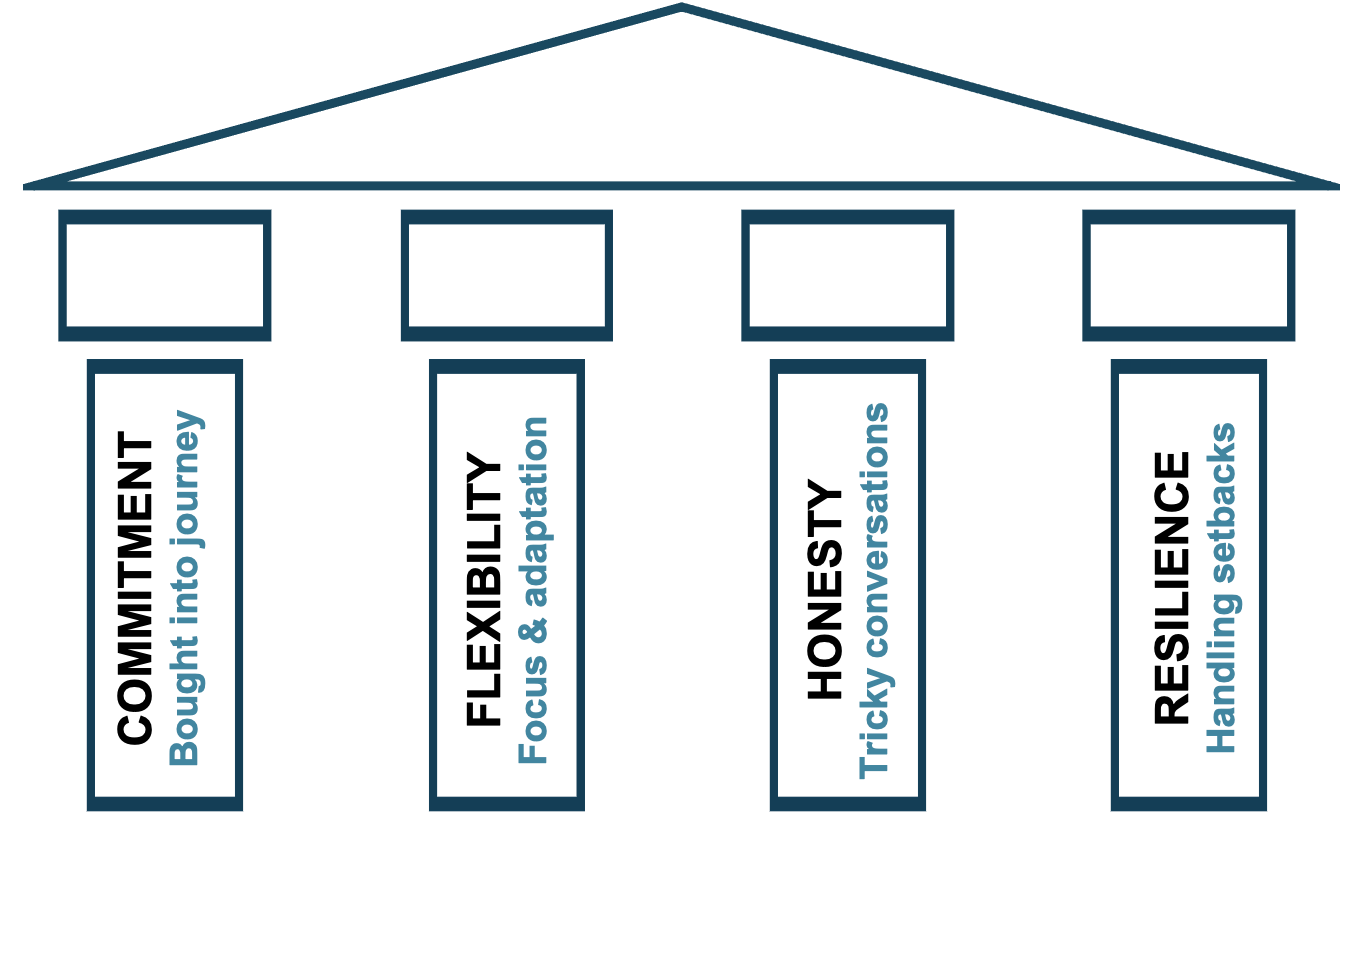 COMMITMENT
Bought into journey
FLEXIBILITY
Focus & adaptation
HONESTY
Tricky conversations
RESILIENCE
Handling setbacks